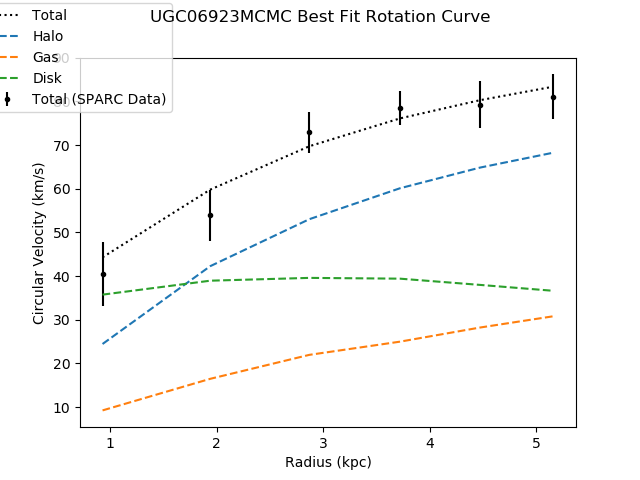 UGC06923MCMC Best Fit Rotation Curve
Total
Halo
Gas
Disk
Total (SPARC Data)
90
80
70
60
50
40
30
20
10
Circular Velocity (km/s)
1 2 3 4 5
Radius (kpc)